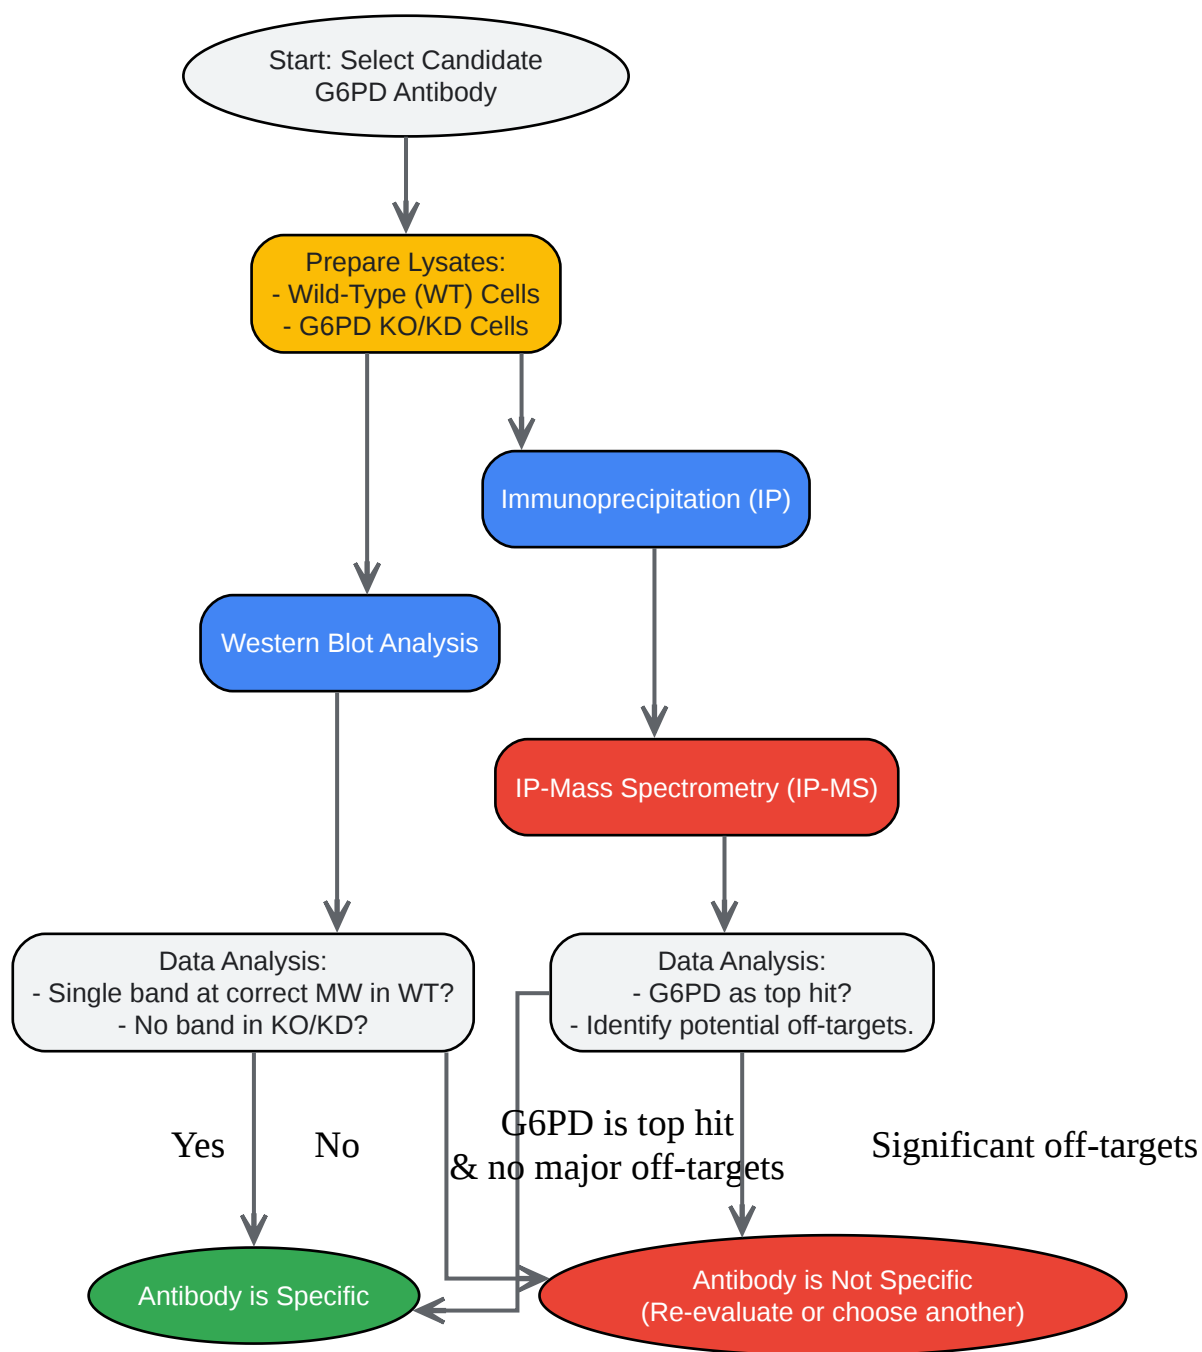 Start: Select Candidate
G6PD Antibody
Prepare Lysates:
- Wild-Type (WT) Cells
- G6PD KO/KD Cells
Immunoprecipitation (IP)
Western Blot Analysis
IP-Mass Spectrometry (IP-MS)
Data Analysis:
- Single band at correct MW in WT?
- No band in KO/KD?
Data Analysis:
- G6PD as top hit?
- Identify potential off-targets.
Yes
No
G6PD is top hit
& no major off-targets
Significant off-targets
Antibody is Specific
Antibody is Not Specific
(Re-evaluate or choose another)